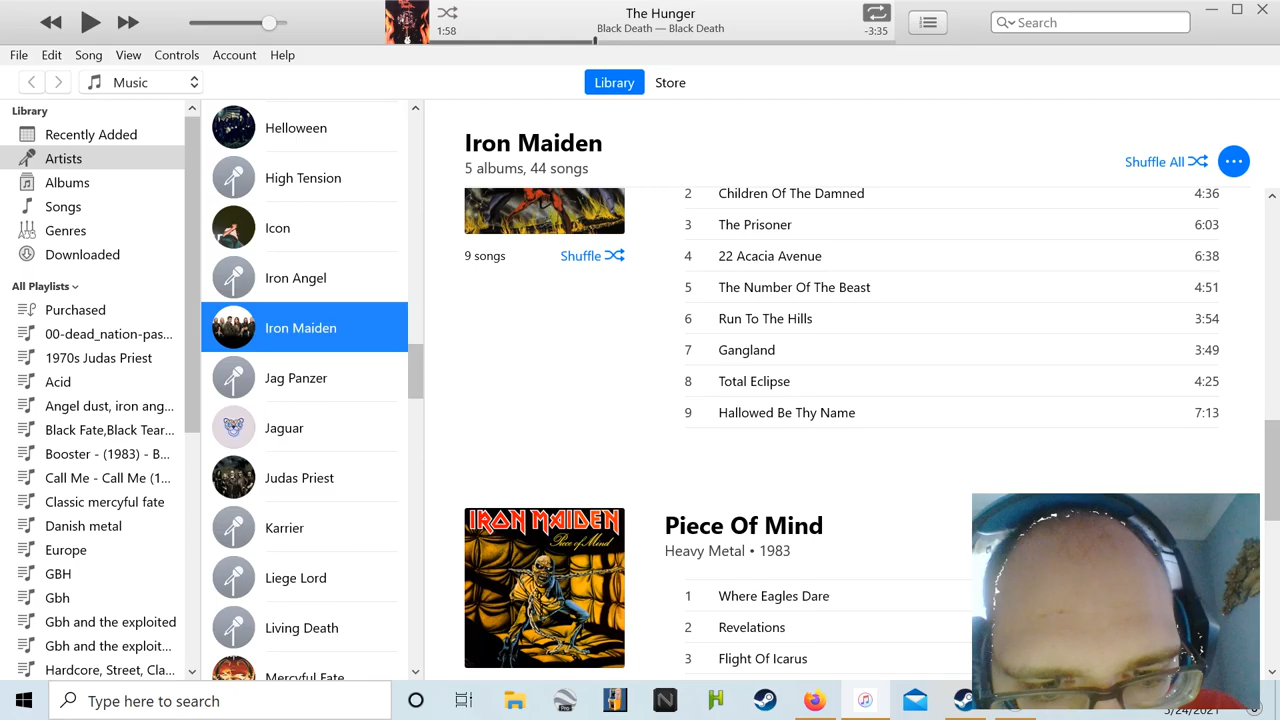 The Hunger
Black Death — Black Death
1:58
-3:35
Search
File Edit Song View Controls Account Help
Music
Library Store
Library
Recently Added
Artists
Albums
Songs
Genres
Downloaded
All Playlists
Purchased
00-dead_nation-pas...
1970s Judas Priest
Acid
Angel dust, iron ang...
Black Fate,Black Tear...
Booster - (1983) - B...
Call Me - Call Me (1...
Classic mercyful fate
Danish metal
Europe
GBH
Gbh
Gbh and the exploited
Gbh and the exploit...
Hardcore, Street, Cla...
Helloween
High Tension
Icon
Iron Angel
Iron Maiden
Jag Panzer
Jaguar
Judas Priest
Karrier
Liege Lord
Living Death
Mercyful Fate
Iron Maiden
5 albums, 44 songs
Shuffle All
9 songs Shuffle
2 Children Of The Damned 4:36
3 The Prisoner 6:03
4 22 Acacia Avenue 6:38
5 The Number Of The Beast 4:51
6 Run To The Hills 3:54
7 Gangland 3:49
8 Total Eclipse 4:25
9 Hallowed Be Thy Name 7:13
IRON MAIDEN
Piece of Mind
Piece Of Mind
Heavy Metal • 1983
1 Where Eagles Dare
2 Revelations
3 Flight Of Icarus
Type here to search
Pro
N
H
3/24/2021